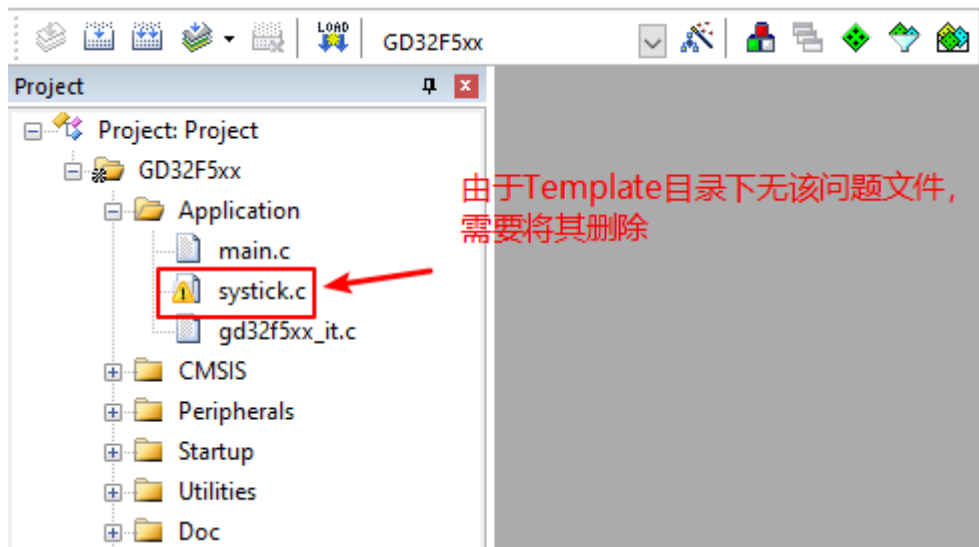 LOAD
GD32F5xx
Project
Project: Project
GD32F5xx
Application
main.c
systick.c
gd32f5xx_it.c
CMSIS
Peripherals
Startup
Utilities
Doc
由于Template目录下无该问题文件，
需要将其删除